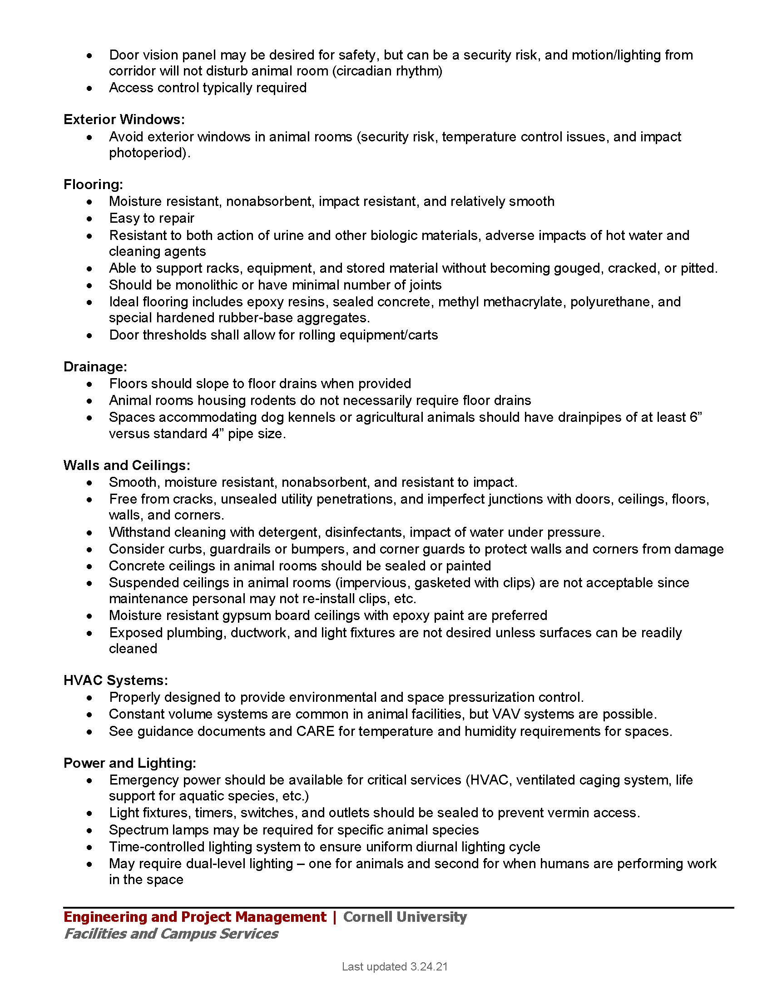 • Door vision panel may be desired for safety, but can be a security risk, and motion/lighting from
corridor will not disturb animal room (circadian rhythm)
• Access control typically required
Exterior Windows:
• Avoid exterior windows in animal rooms (security risk, temperature control issues, and impact
photoperiod).
Flooring:
• Moisture resistant, nonabsorbent, impact resistant, and relatively smooth
• Easy to repair
• Resistant to both action of urine and other biologic materials, adverse impacts of hot water and
cleaning agents
• Able to support racks, equipment, and stored material without becoming gouged, cracked, or pitted.
• Should be monolithic or have minimal number of joints
• Ideal flooring includes epoxy resins, sealed concrete, methyl methacrylate, polyurethane, and
special hardened rubber-base aggregates.
• Door thresholds shall allow for rolling equipment/carts
Drainage:
• Floors should slope to floor drains when provided
• Animal rooms housing rodents do not necessarily require floor drains
• Spaces accommodating dog kennels or agricultural animals should have drainpipes of at least 6”
versus standard 4” pipe size.
Walls and Ceilings:
• Smooth, moisture resistant, nonabsorbent, and resistant to impact.
• Free from cracks, unsealed utility penetrations, and imperfect junctions with doors, ceilings, floors,
walls, and corners.
• Withstand cleaning with detergent, disinfectants, impact of water under pressure.
• Consider curbs, guardrails or bumpers, and corner guards to protect walls and corners from damage
• Concrete ceilings in animal rooms should be sealed or painted
• Suspended ceilings in animal rooms (impervious, gasketed with clips) are not acceptable since
maintenance personal may not re-install clips, etc.
• Moisture resistant gypsum board ceilings with epoxy paint are preferred
• Exposed plumbing, ductwork, and light fixtures are not desired unless surfaces can be readily
cleaned
HVAC Systems:
• Properly designed to provide environmental and space pressurization control.
• Constant volume systems are common in animal facilities, but VAV systems are possible.
• See guidance documents and CARE for temperature and humidity requirements for spaces.
Power and Lighting:
• Emergency power should be available for critical services (HVAC, ventilated caging system, life
support for aquatic species, etc.)
• Light fixtures, timers, switches, and outlets should be sealed to prevent vermin access.
• Spectrum lamps may be required for specific animal species
• Time-controlled lighting system to ensure uniform diurnal lighting cycle
• May require dual-level lighting – one for animals and second for when humans are performing work
in the space
Engineering and Project Management | Cornell University
Facilities and Campus Services
Last updated 3.24.21